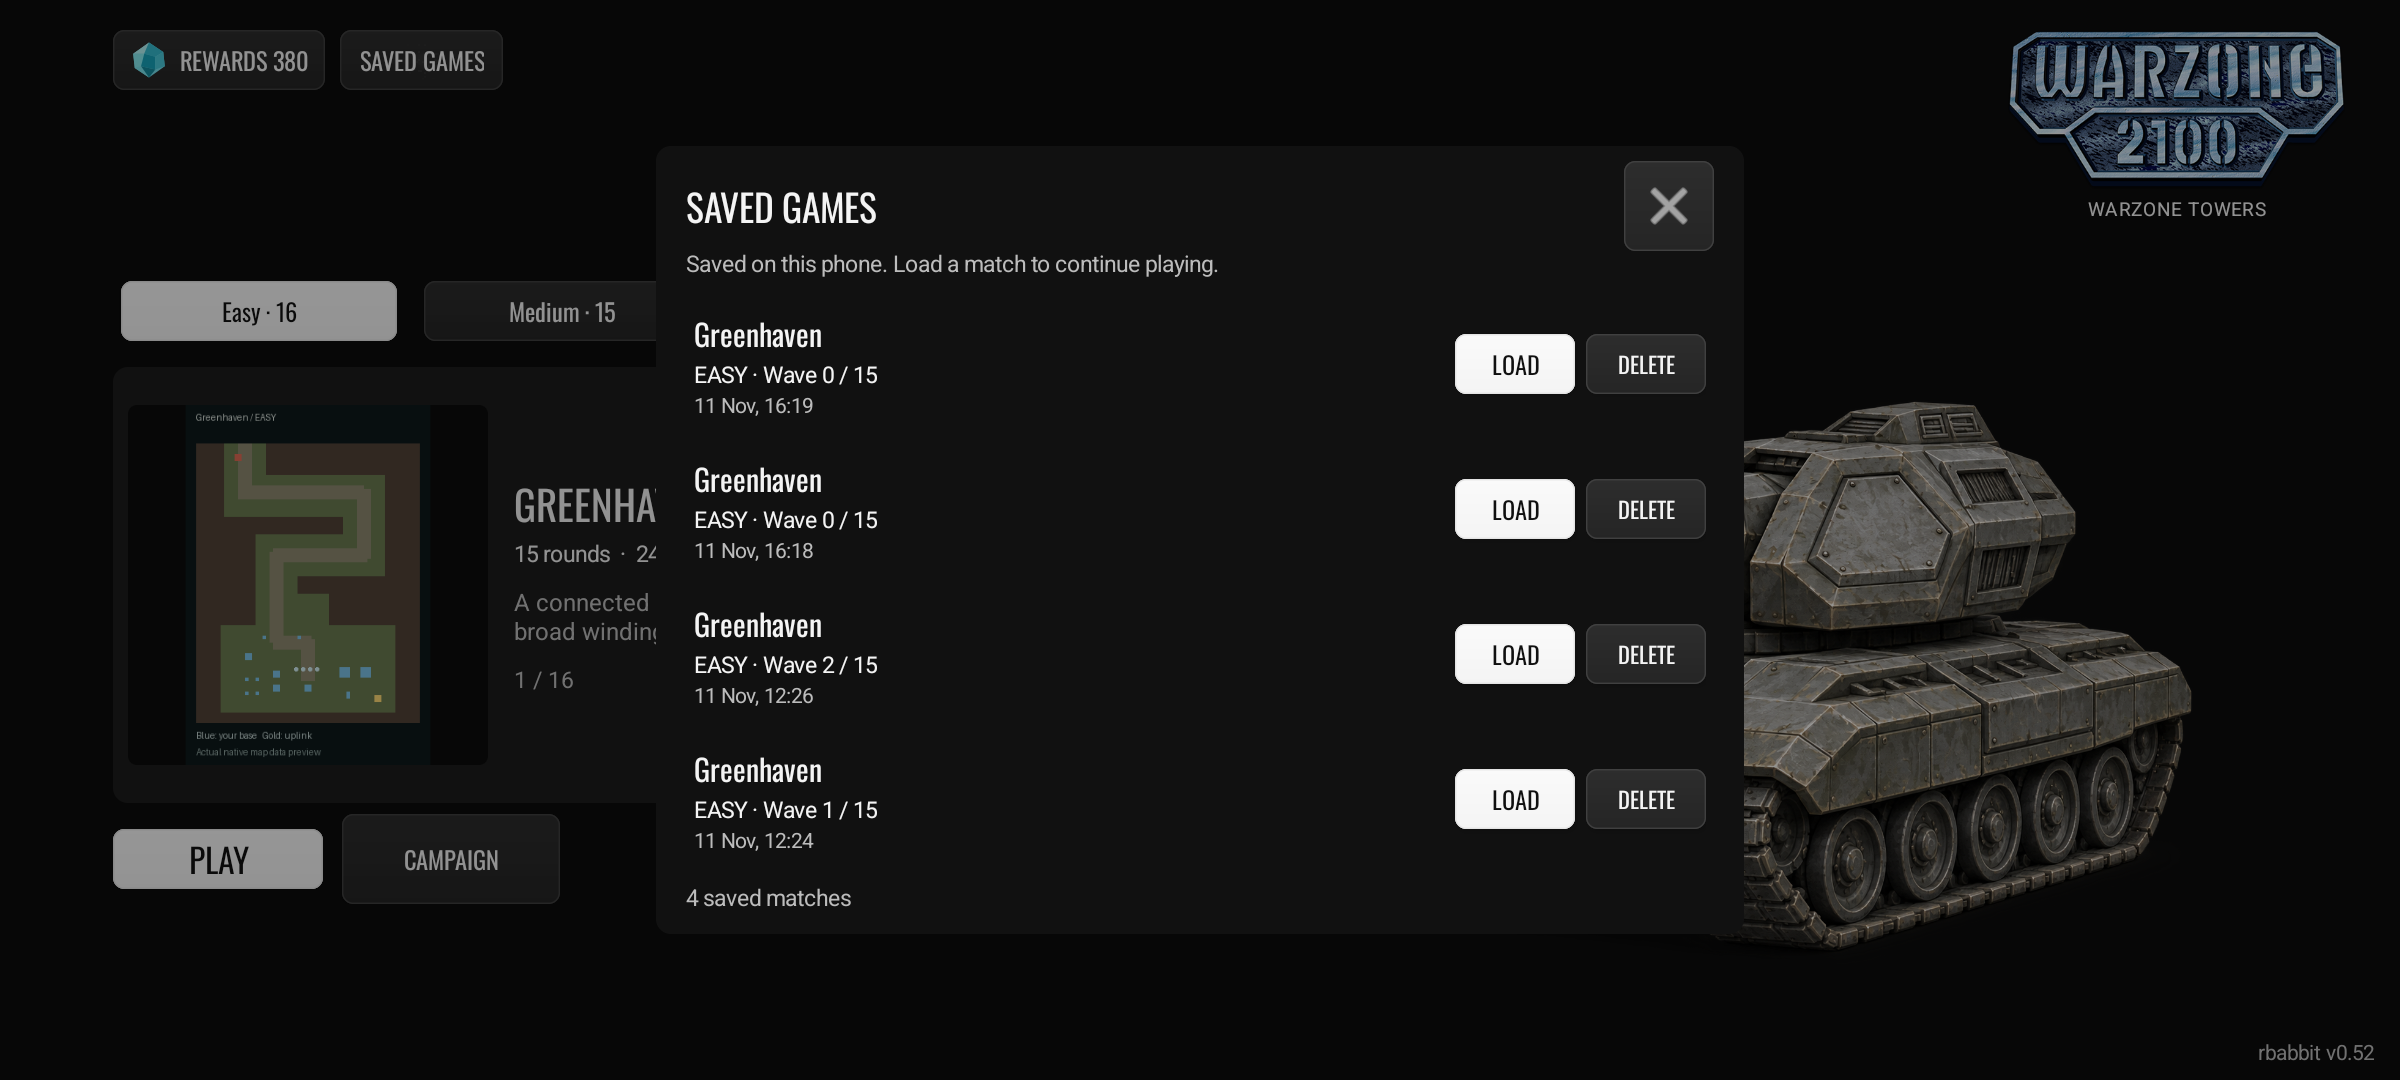 REWARDS 380
SAVED GAMES
WARZONE
2100
WARZONE TOWERS
Easy · 16
Medium · 15
Greenhaven / EASY
Blue: your base Gold: uplink
Actual native map data preview
GREENHA
15 rounds · 24
A connected
broad winding
1 / 16
PLAY
CAMPAIGN
SAVED GAMES
Saved on this phone. Load a match to continue playing.
Greenhaven
EASY · Wave 0 / 15
11 Nov, 16:19
LOAD
DELETE
Greenhaven
EASY · Wave 0 / 15
11 Nov, 16:18
LOAD
DELETE
Greenhaven
EASY · Wave 2 / 15
11 Nov, 12:26
LOAD
DELETE
Greenhaven
EASY · Wave 1 / 15
11 Nov, 12:24
LOAD
DELETE
4 saved matches
rbabbit v0.52